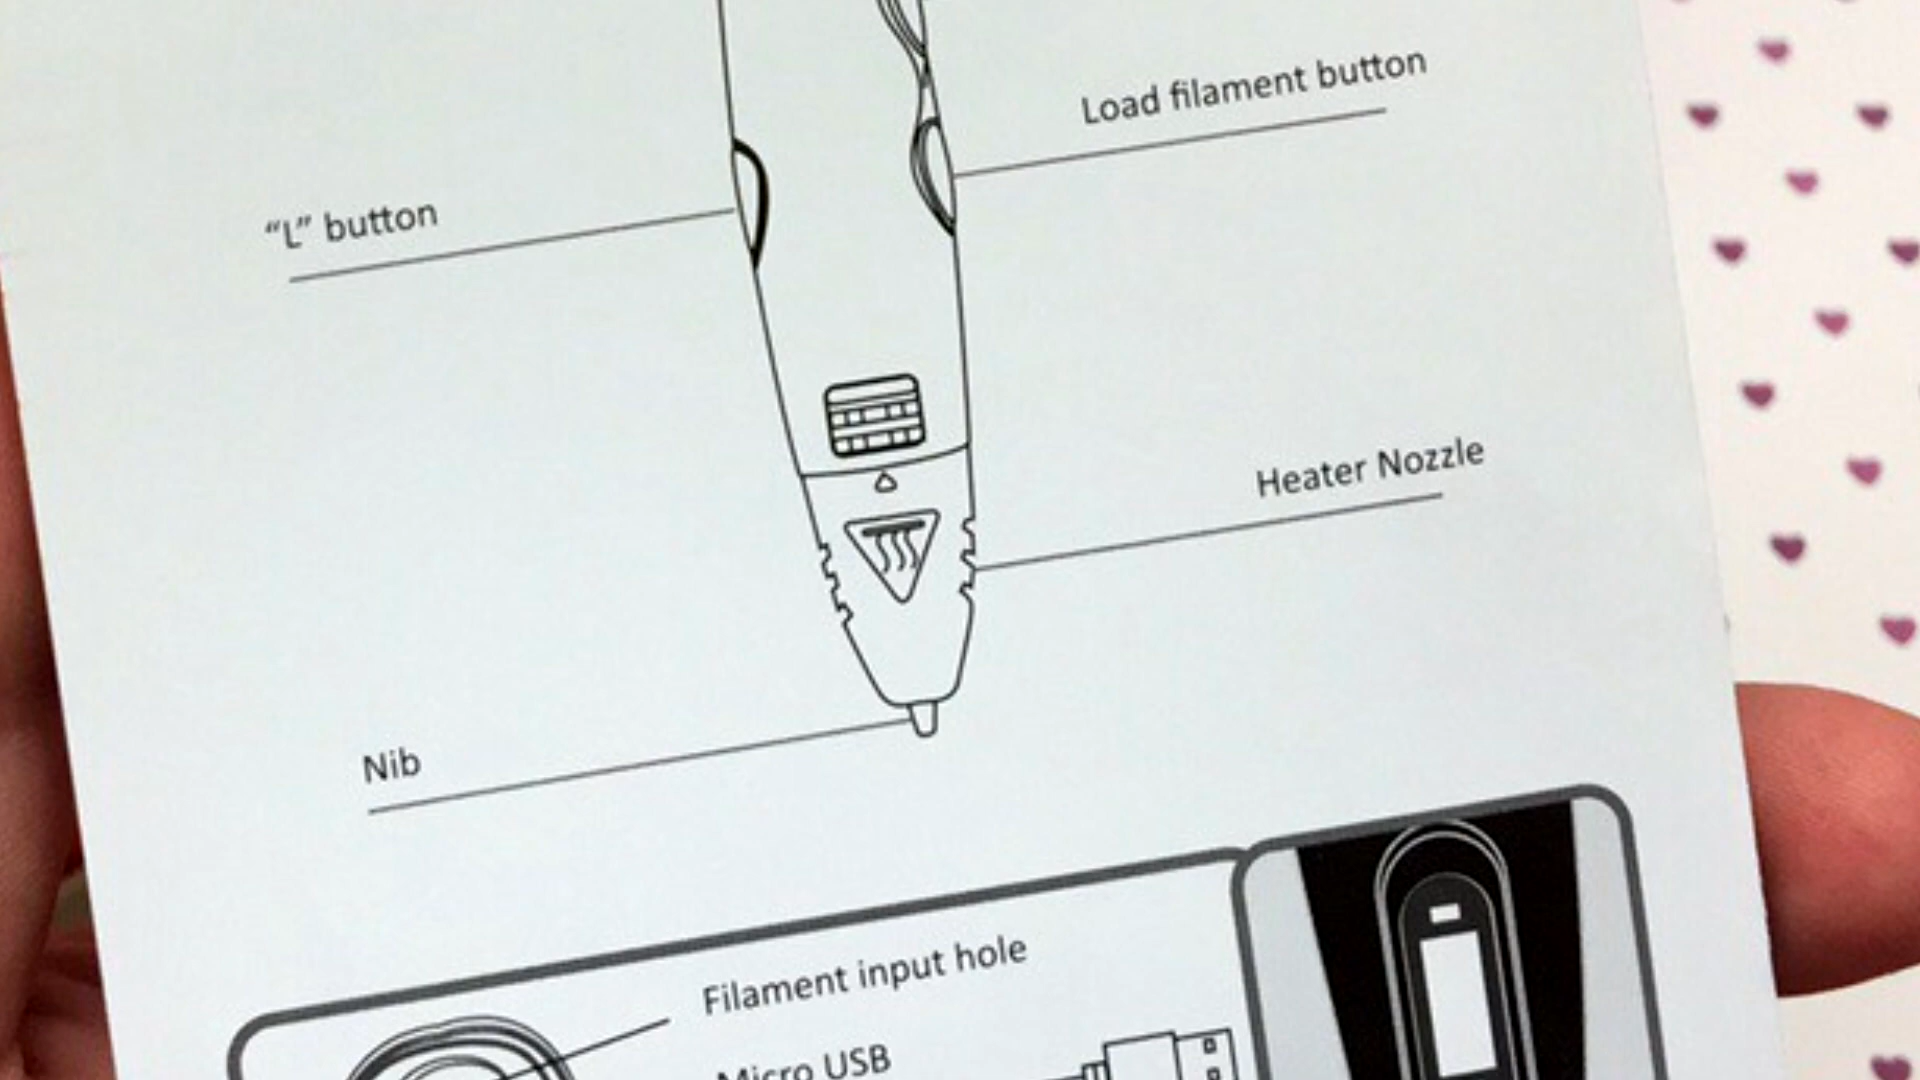 Load filament button
“L” button
Heater Nozzle
Nib
Filament input hole
Micro USB